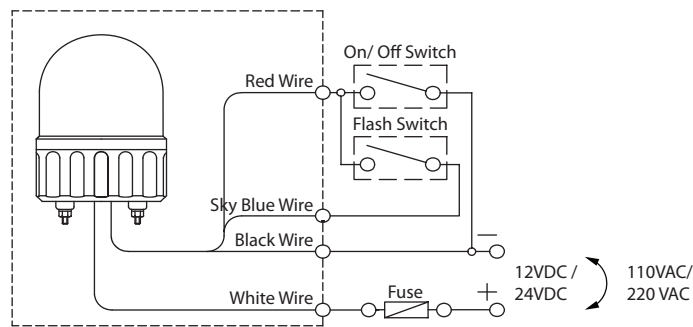 On/ Off Switch
Red Wire
Flash Switch
Sky Blue Wire
Black Wire
−
12VDC / 110VAC/
24VDC 220 VAC
+
White Wire
Fuse